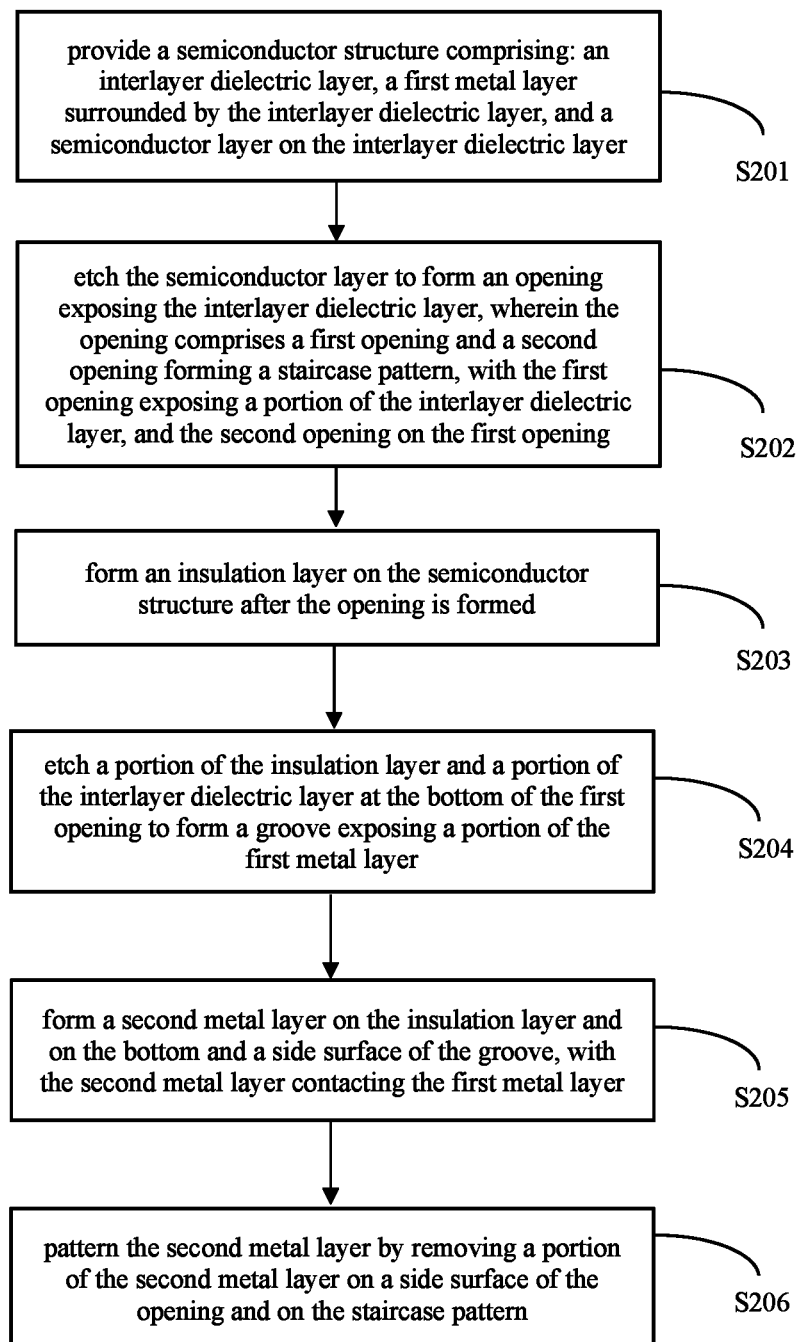 provide a semiconductor structure comprising: an
interlayer dielectric layer, a first metal layer
surrounded by the interlayer dielectric layer, and a
semiconductor layer on the interlayer dielectric layer
S201
etch the semiconductor layer to form an opening
exposing the interlayer dielectric layer, wherein the
opening comprises a first opening and a second
opening forming a staircase pattern, with the first
opening exposing a portion of the interlayer dielectric
layer, and the second opening on the first opening
S202
form an insulation layer on the semiconductor
structure after the opening is formed
S203
etch a portion of the insulation layer and a portion of
the interlayer dielectric layer at the bottom of the first
opening to form a groove exposing a portion of the
first metal layer
S204
form a second metal layer on the insulation layer and
on the bottom and a side surface of the groove, with
the second metal layer contacting the first metal layer
S205
pattern the second metal layer by removing a portion
of the second metal layer on a side surface of the
opening and on the staircase pattern
S206